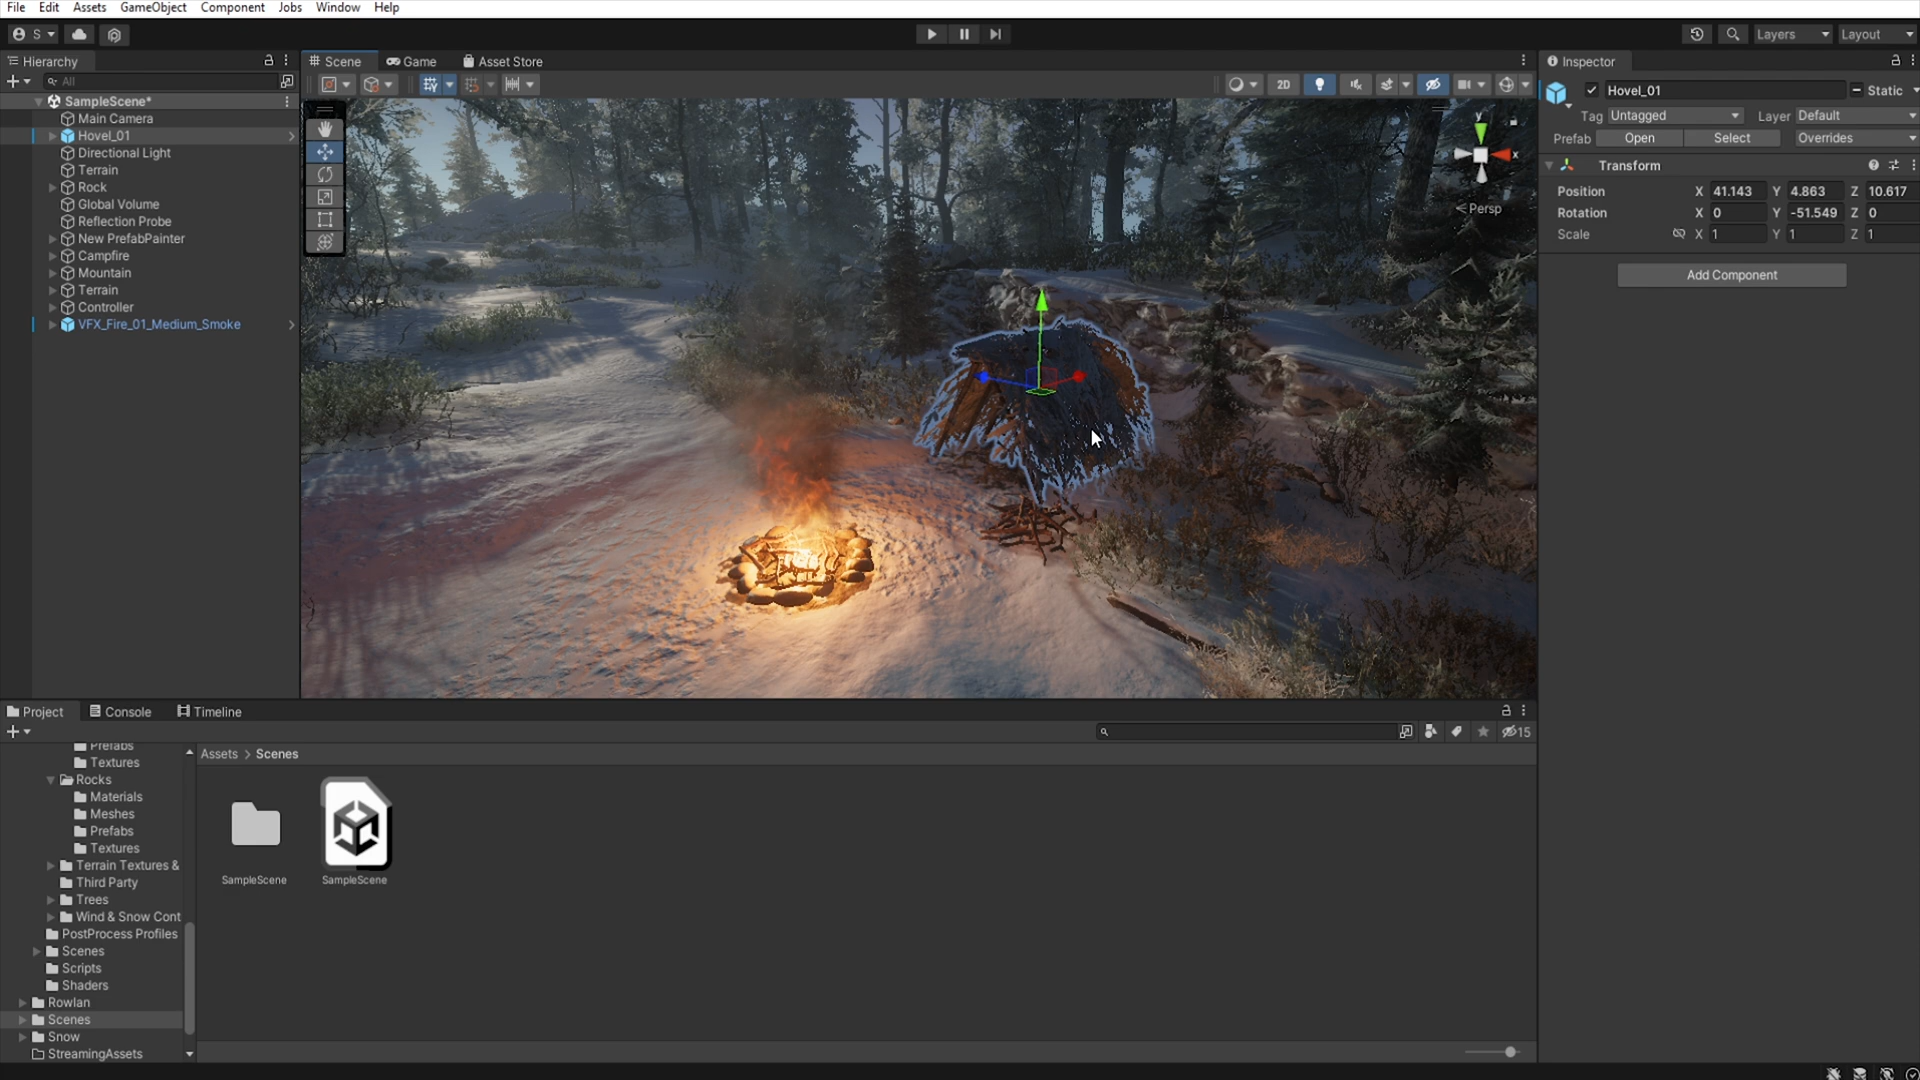 File Edit Assets GameObject Component Jobs Window Help
S Layers Layout
Hierarchy
All
SampleScene*
Main Camera
Hovel_01
Directional Light
Terrain
Rock
Global Volume
Reflection Probe
New PrefabPainter
Campfire
Mountain
Terrain
Controller
VFX_Fire_01_Medium_Smoke
Scene Game Asset Store
2D
y
x
Persp
Inspector
Hovel_01 Static
Tag Untagged Layer Default
Prefab Open Select Overrides
Transform
Position X 41.143 Y 4.863 Z 10.617
Rotation X 0 Y -51.549 Z 0
Scale X 1 Y 1 Z 1
Add Component
Project Console Timeline
15
Prefabs
Textures
Rocks
Materials
Meshes
Prefabs
Textures
Terrain Textures &
Third Party
Trees
Wind & Snow Cont
PostProcess Profiles
Scenes
Scripts
Shaders
Rowlan
Scenes
Snow
StreamingAssets
Assets > Scenes
SampleScene SampleScene